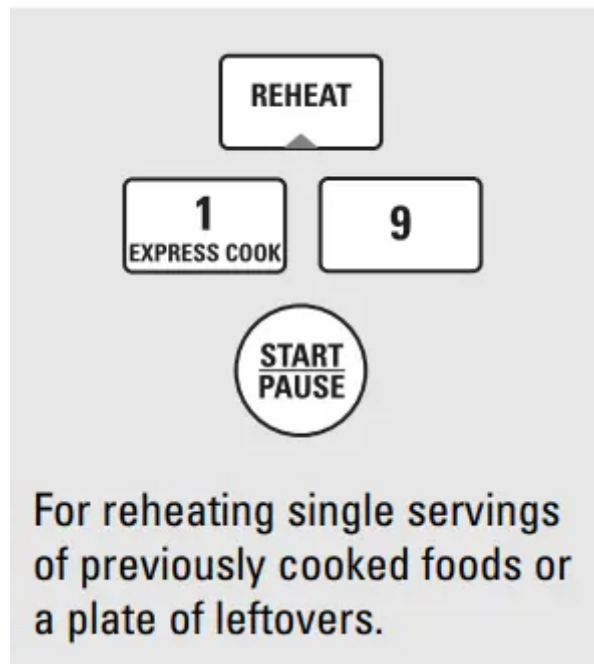 REHEAT
1 9
EXPRESS COOK
START
PAUSE
For reheating single servings
of previously cooked foods or
a plate of leftovers.